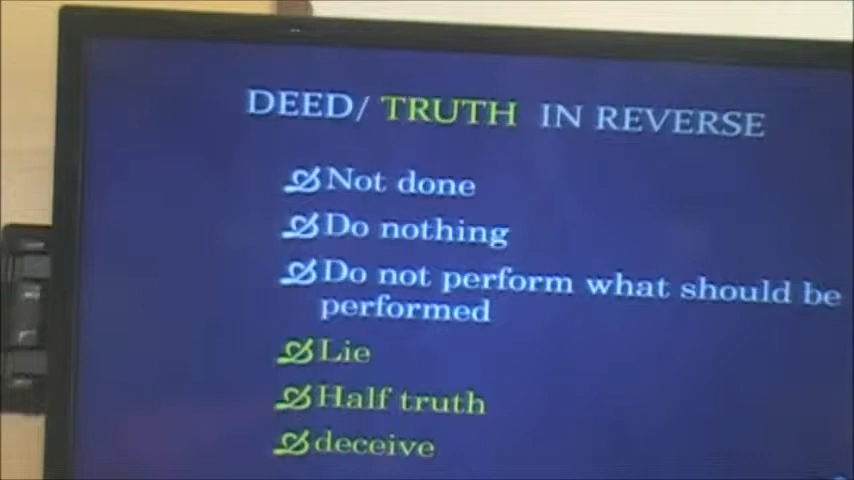 DEED/ TRUTH IN REVERSE
Not done
Do nothing
Do not perform what should be
performed
Lie
Half truth
deceive